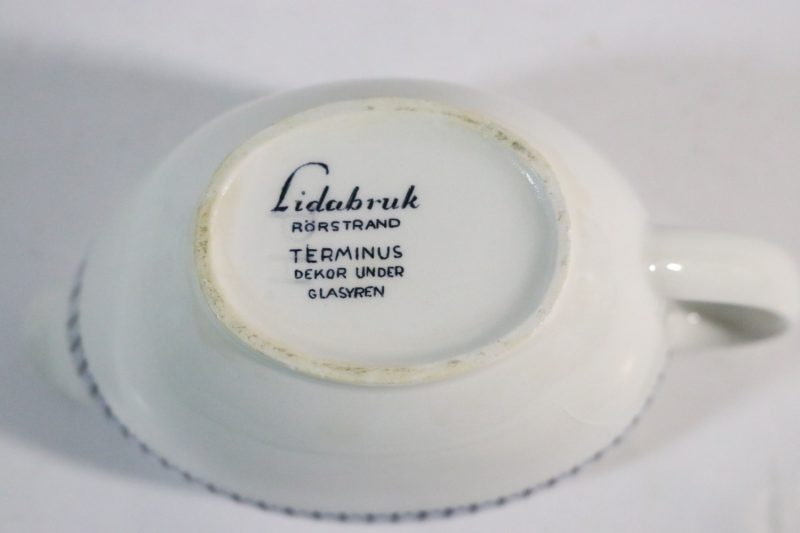 Lidabruk
RÖRSTRAND
TERMINUS
DEKOR UNDER
GLASYREN